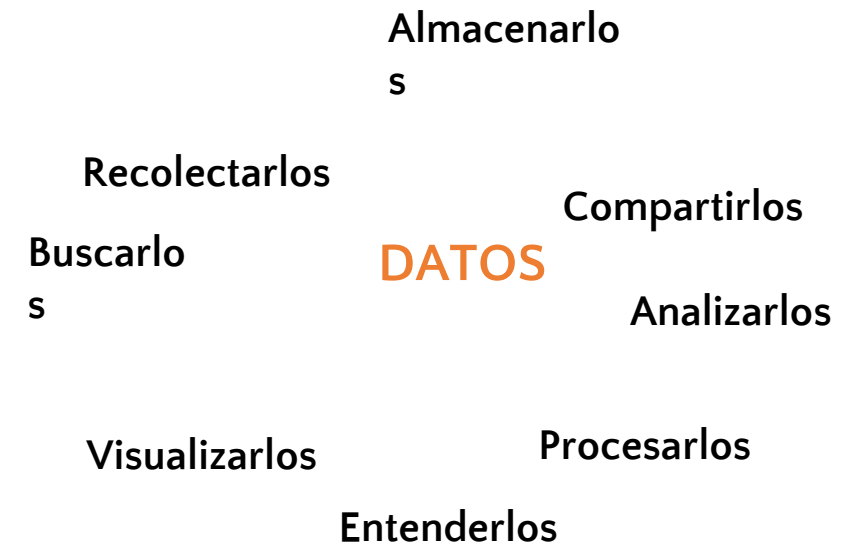 Almacenarlo
s
Recolectarlos
Compartirlos
Buscarlo
s
DATOS
Analizarlos
Visualizarlos
Procesarlos
Entenderlos